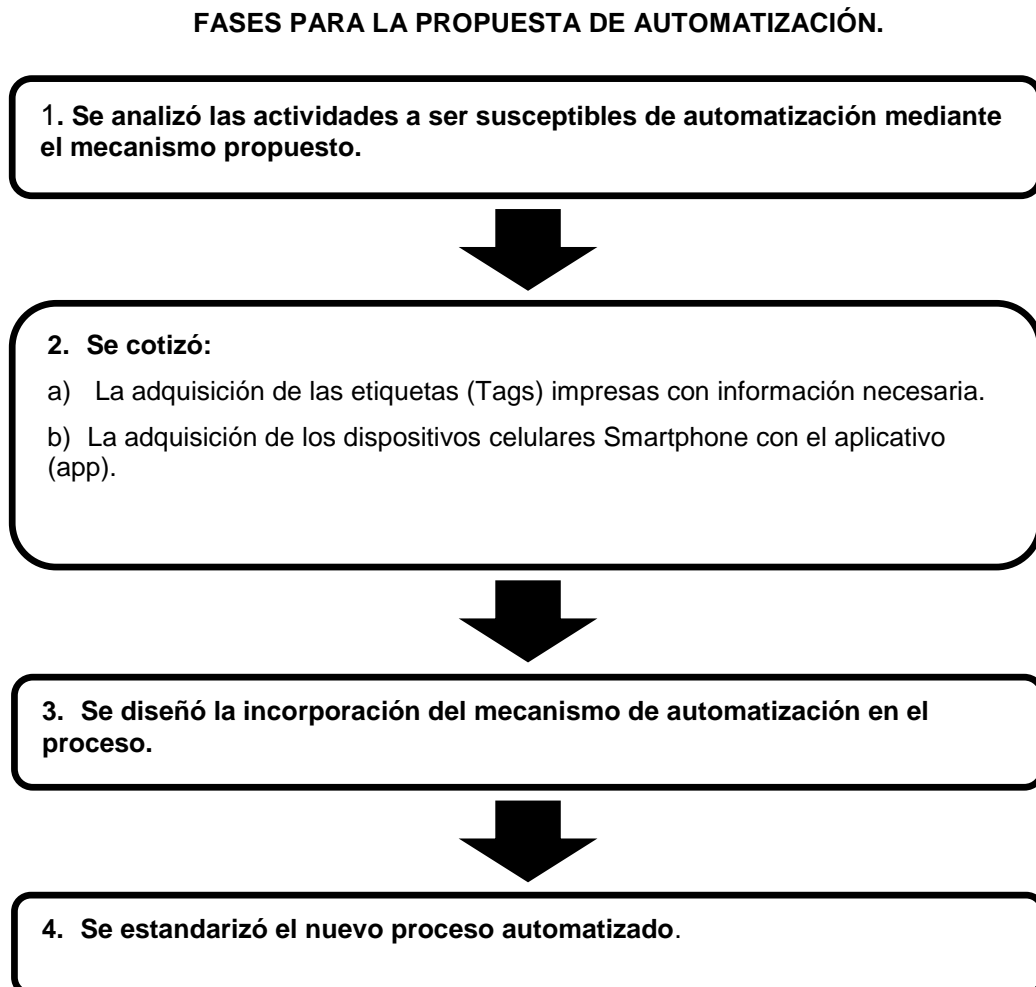 FASES PARA LA PROPUESTA DE AUTOMATIZACIÓN.
1. Se analizó las actividades a ser susceptibles de automatización mediante
el mecanismo propuesto.
2. Se cotizó:
a) La adquisición de las etiquetas (Tags) impresas con información necesaria.
b) La adquisición de los dispositivos celulares Smartphone con el aplicativo
(app).
3. Se diseñó la incorporación del mecanismo de automatización en el
proceso.
4. Se estandarizó el nuevo proceso automatizado.